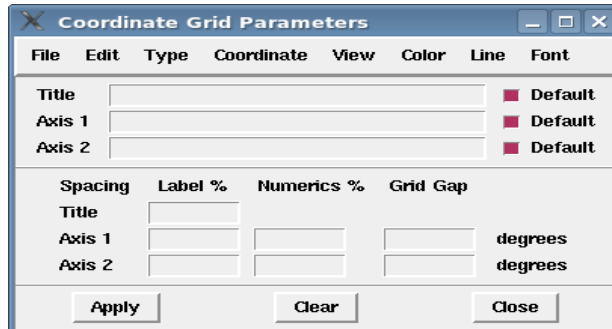 Coordinate Grid Parameters
File Edit Type Coordinate View Color Line Font
Title Default
Axis 1 Default
Axis 2 Default
Spacing Label % Numerics % Grid Gap
Title
Axis 1 degrees
Axis 2 degrees
Apply Clear Close